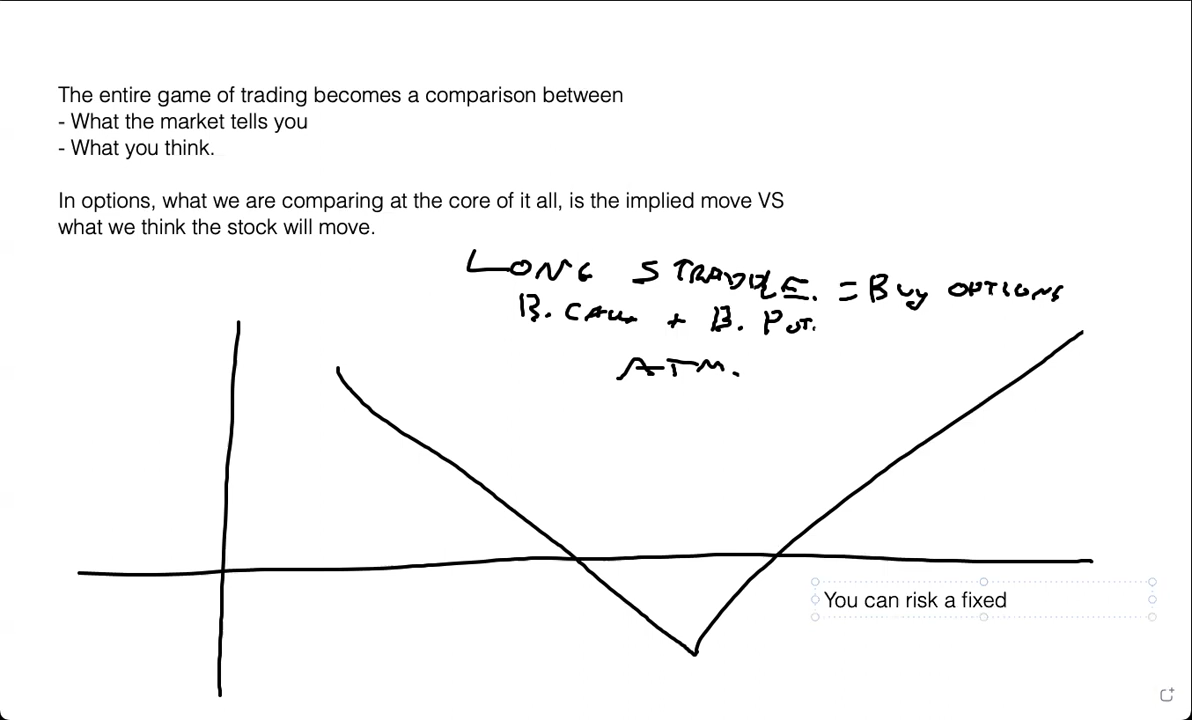 The entire game of trading becomes a comparison between
- What the market tells you
- What you think.
In options, what we are comparing at the core of it all, is the implied move VS
what we think the stock will move.
LONG STRADDLE. = BUy OPTIONS
B. CALL + B. PUT.
ATM.
You can risk a fixed